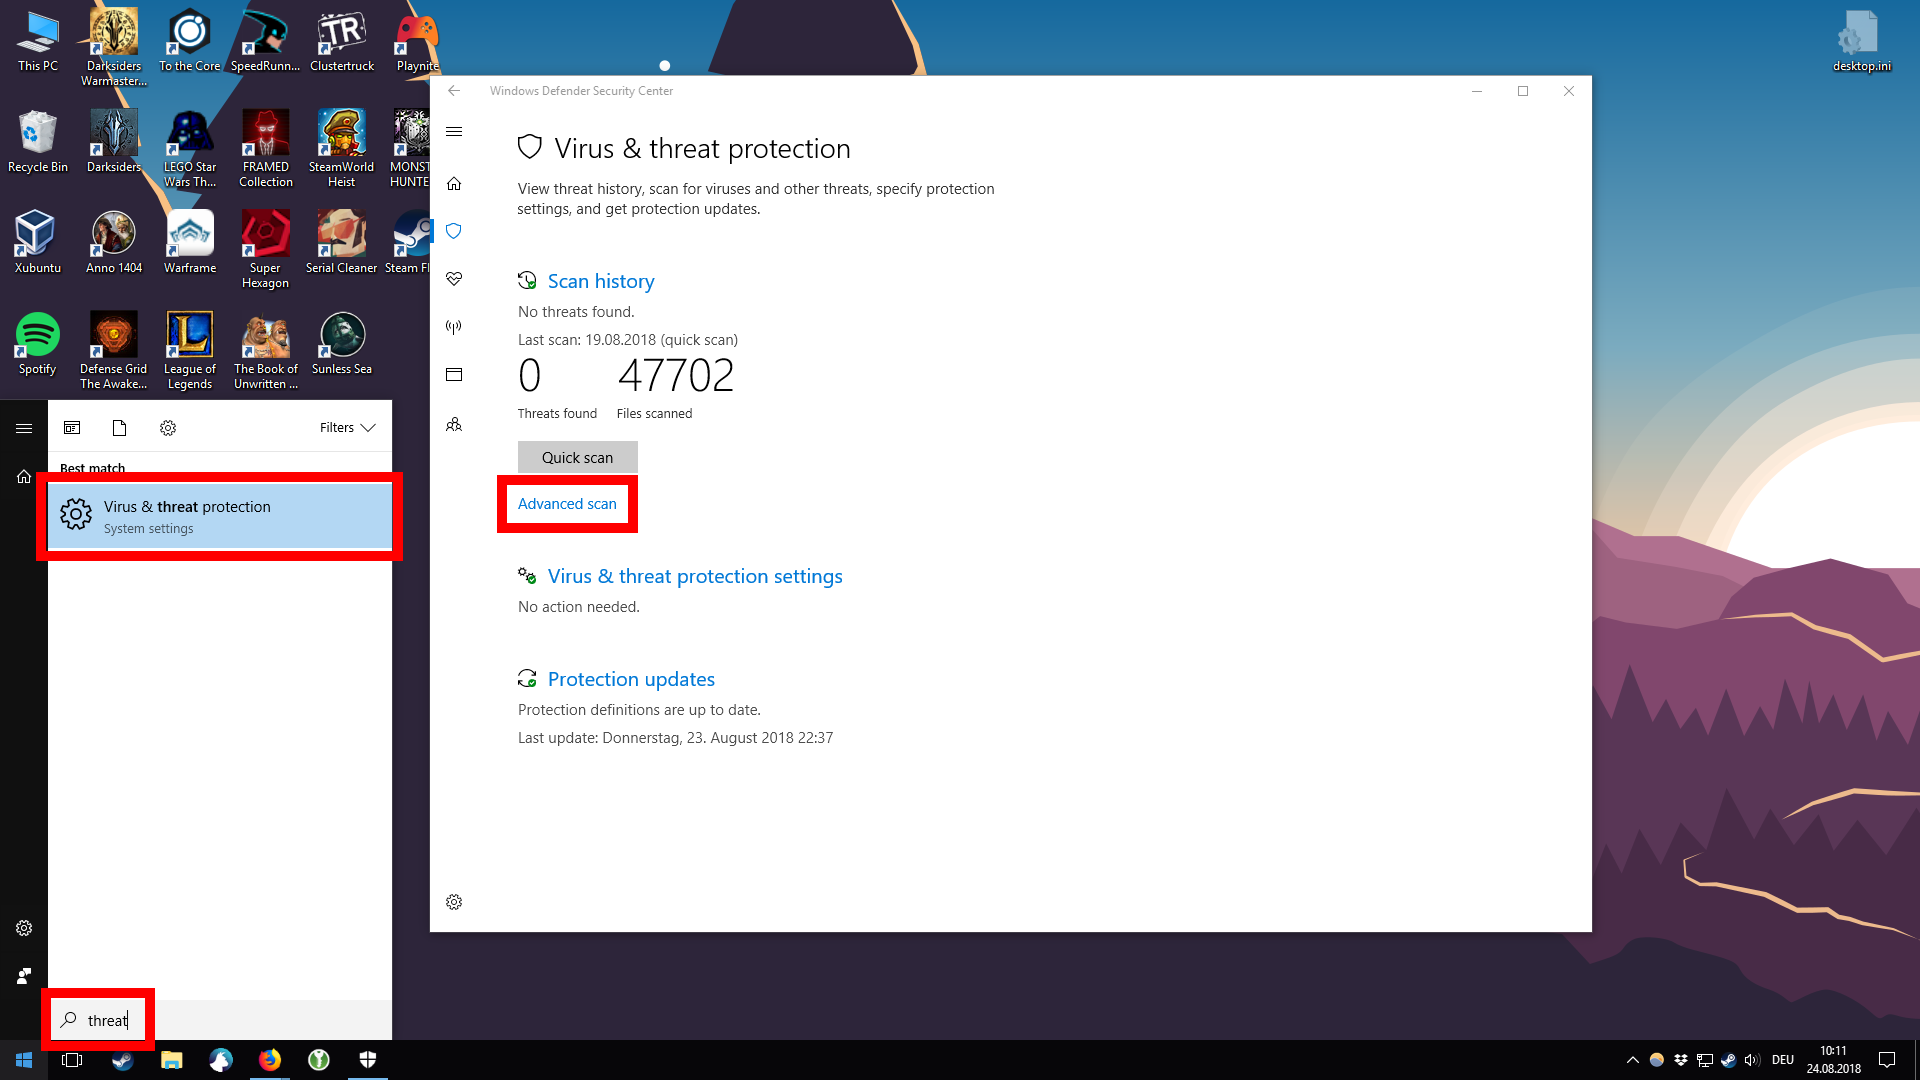 This PC
Darksiders
Warmaster...
To the Core
SpeedRunn...
Clustertruck
Playnite
desktop.ini
Recycle Bin
Darksiders
LEGO Star
Wars Th...
FRAMED
Collection
SteamWorld
Heist
MONST
HUNTE
Xubuntu
Anno 1404
Warframe
Super
Hexagon
Serial Cleaner
Steam Fl
Spotify
Defense Grid
The Awake...
League of
Legends
The Book of
Unwritten ...
Sunless Sea
TR
L
Filters
Best match
Virus & threat protection
System settings
threat
Windows Defender Security Center
Virus & threat protection
View threat history, scan for viruses and other threats, specify protection
settings, and get protection updates.
Scan history
No threats found.
Last scan: 19.08.2018 (quick scan)
0 47702
Threats found Files scanned
Quick scan
Advanced scan
Virus & threat protection settings
No action needed.
Protection updates
Protection definitions are up to date.
Last update: Donnerstag, 23. August 2018 22:37
DEU
10:11
24.08.2018